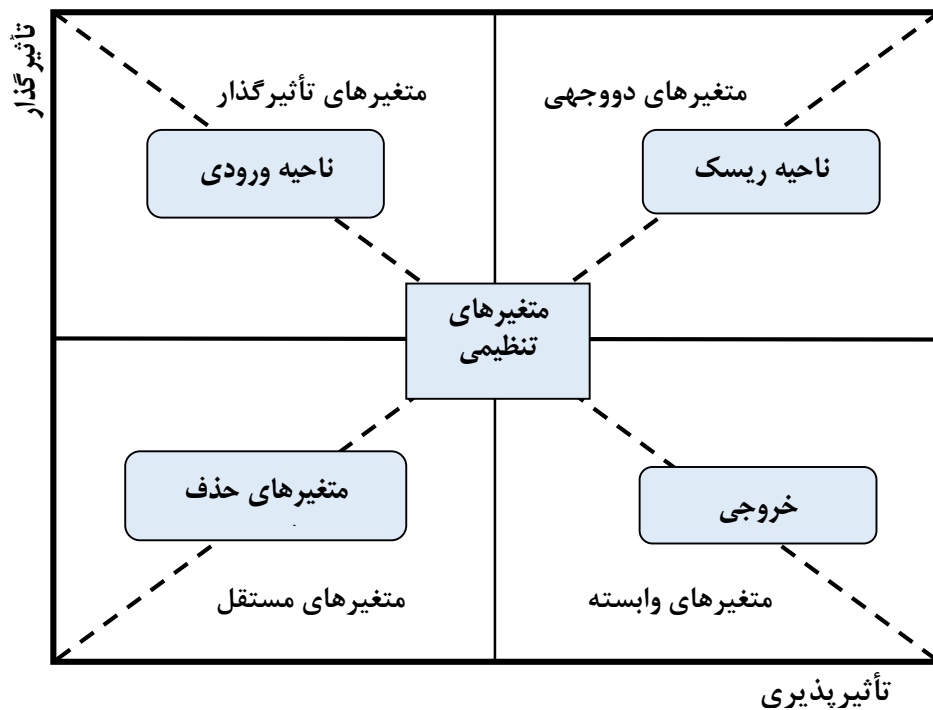 تأثیرگذار
متغیرهای دووجهی
متغیرهای تأثیرگذار
ناحیه ریسک
ناحیه ورودی
متغیرهای
تنظیمی
خروجی
متغیرهای حذف
متغیرهای وابسته
متغیرهای مستقل
تأثیرپذیری